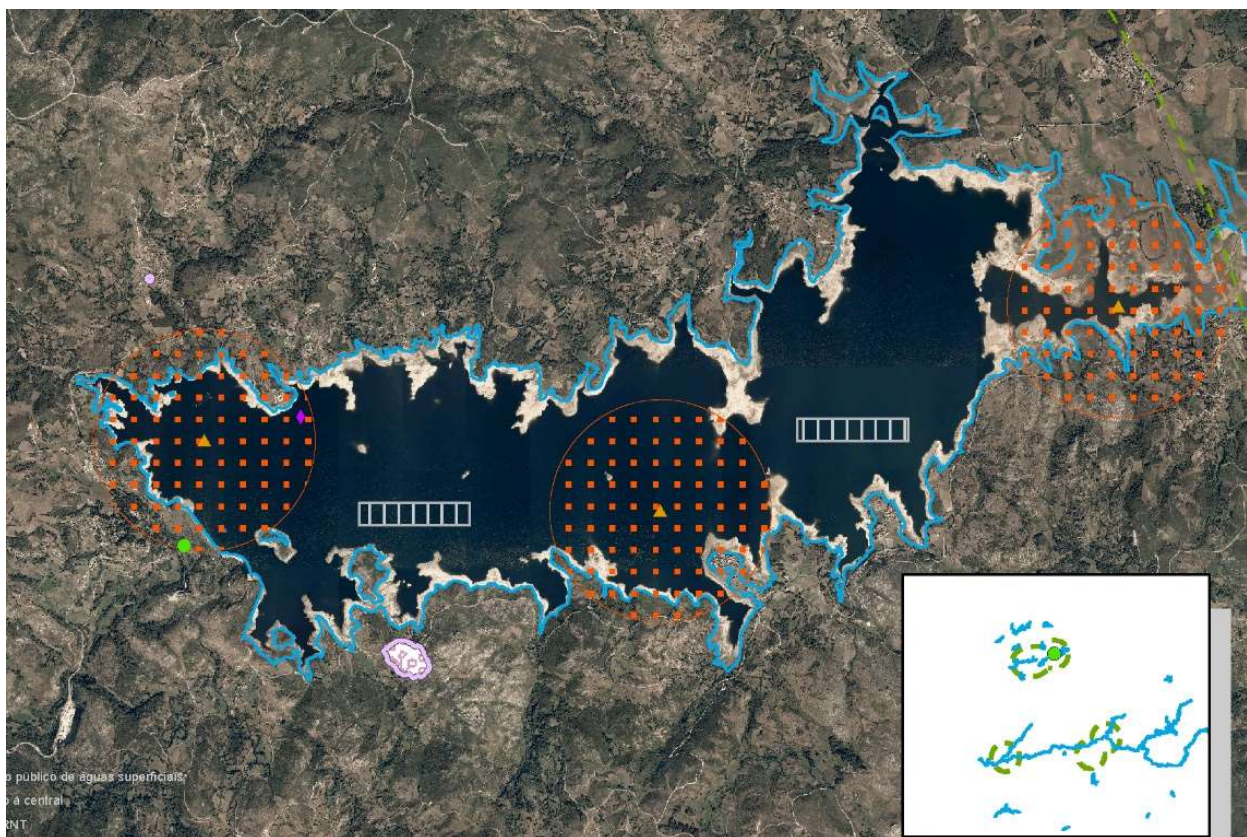 o público de águas superficiais
o à central
RNT